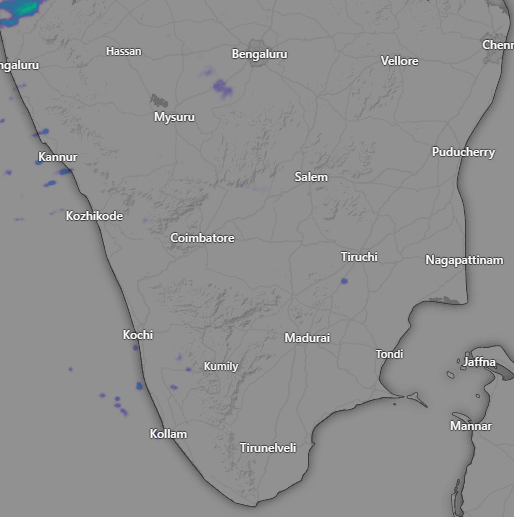 Hassan
Bengaluru
Chenn
Vellore
ngaluru
Mysuru
Kannur
Puducherry
Salem
Kozhikode
Coimbatore
Tiruchi
Nagapattinam
Kochi
Madurai
Tondi
Kumily
Jaffna
Mannar
Kollam
Tirunelveli